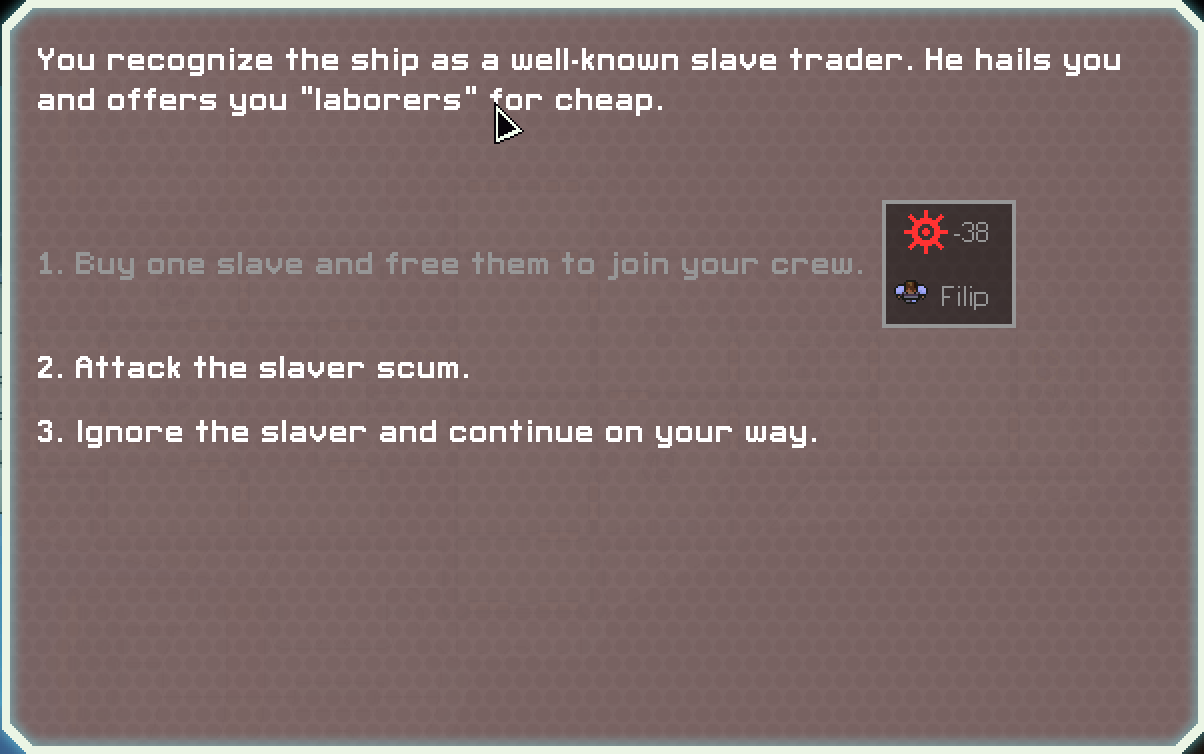 You recognize the ship as a well-known slave trader. He hails you
and offers you "laborers" for cheap.
-38
1. Buy one slave and free them to join your crew.
Filip
2. Attack the slaver scum.
3. Ignore the slaver and continue on your way.